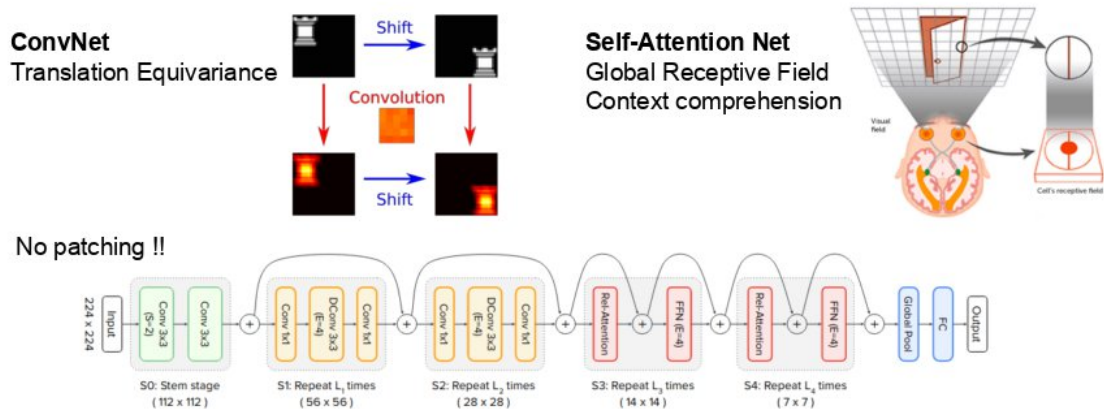 ConvNet
Translation Equivariance
Shift
Convolution
Shift
Self-Attention Net
Global Receptive Field
Context comprehension
Visual
field
Cell's receptive field
No patching !!
224 x 224
Input
Conv 3x3
(S=2)
Conv 3x3
+
Conv 1x1
DConv 3x3
(E=4)
Conv 1x1
+
Conv 1x1
DConv 3x3
(E=4)
Conv 1x1
+
Rel-Attention
+
FFN (E=4)
+
Rel-Attention
+
FFN (E=4)
+
Global Pool
FC
Output
S0: Stem stage
( 112 x 112 )
S1: Repeat L1 times
( 56 x 56 )
S2: Repeat L2 times
( 28 x 28 )
S3: Repeat L3 times
( 14 x 14 )
S4: Repeat L4 times
( 7 x 7 )